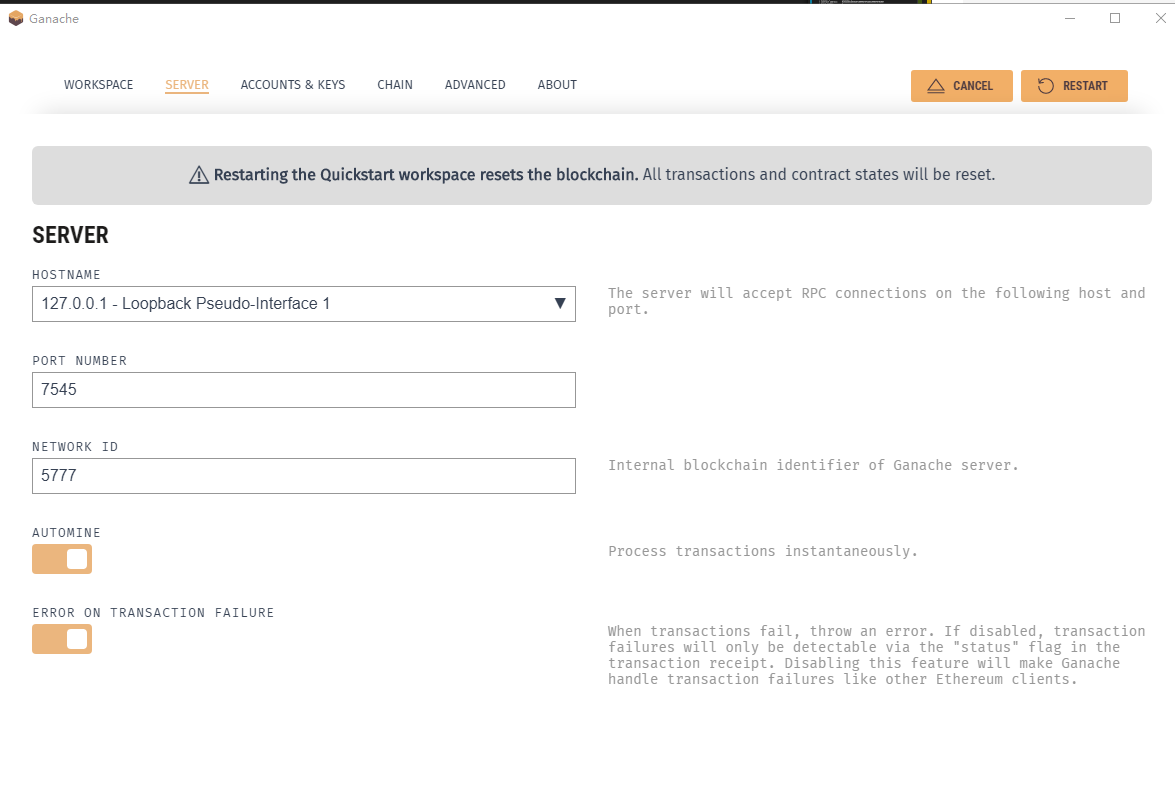 Ganache
WORKSPACE SERVER ACCOUNTS & KEYS CHAIN ADVANCED ABOUT CANCEL RESTART
Restarting the Quickstart workspace resets the blockchain. All transactions and contract states will be reset.
SERVER
HOSTNAME
127.0.0.1 - Loopback Pseudo-Interface 1
The server will accept RPC connections on the following host and
port.
PORT NUMBER
7545
NETWORK ID
5777
Internal blockchain identifier of Ganache server.
AUTOMINE
Process transactions instantaneously.
ERROR ON TRANSACTION FAILURE
When transactions fail, throw an error. If disabled, transaction
failures will only be detectable via the "status" flag in the
transaction receipt. Disabling this feature will make Ganache
handle transaction failures like other Ethereum clients.